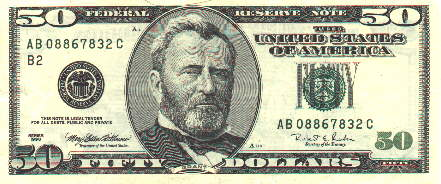 50 FEDERAL RESERVE NOTE 50
THE
UNITED STATES
OF AMERICA
AB 08867832 C
B2
THIS NOTE IS LEGAL TENDER
FOR ALL DEBTS, PUBLIC AND PRIVATE
AB 08867832 C
SERIES
Treasurer of the United States.
Secretary of the Treasury.
50
50 FIFTY DOLLARS 50
GRANT